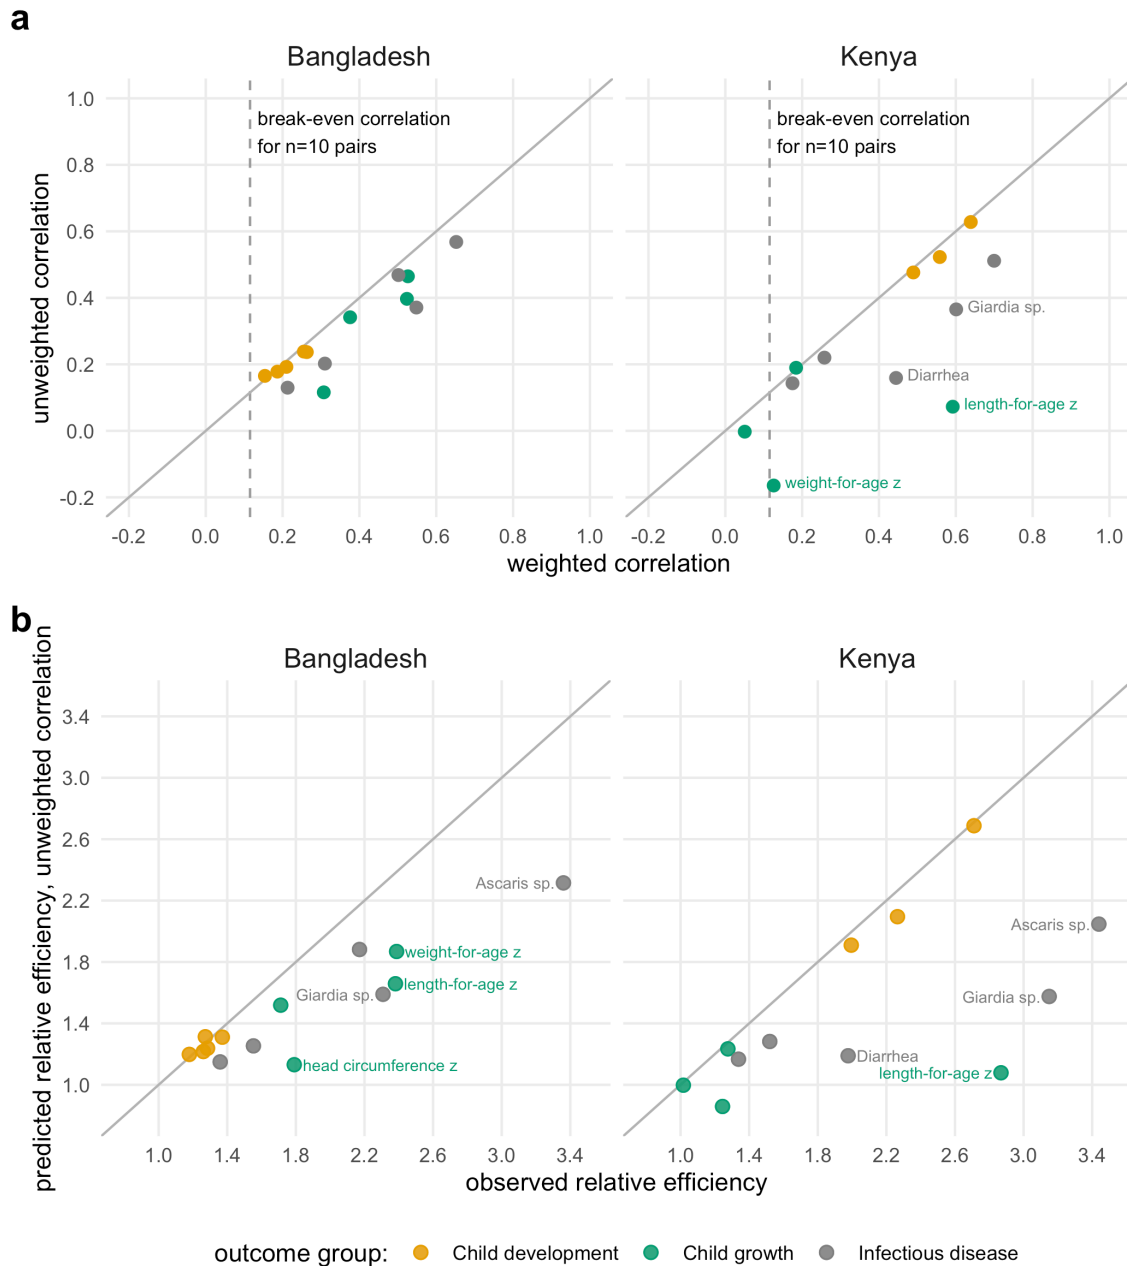 a
Bangladesh
Kenya
unweighted correlation
1.0
0.8
0.6
0.4
0.2
0.0
-0.2
break-even correlation
for n=10 pairs
break-even correlation
for n=10 pairs
Giardia sp.
Diarrhea
length-for-age z
weight-for-age z
-0.2 0.0 0.2 0.4 0.6 0.8 1.0
-0.2 0.0 0.2 0.4 0.6 0.8 1.0
weighted correlation
b
Bangladesh
Kenya
predicted relative efficiency, unweighted correlation
3.4
3.0
2.6
2.2
1.8
1.4
1.0
Ascaris sp.
weight-for-age z
length-for-age z
Giardia sp.
head circumference z
Ascaris sp.
Giardia sp.
Diarrhea
length-for-age z
1.0 1.4 1.8 2.2 2.6 3.0 3.4
1.0 1.4 1.8 2.2 2.6 3.0 3.4
observed relative efficiency
outcome group: Child development Child growth Infectious disease